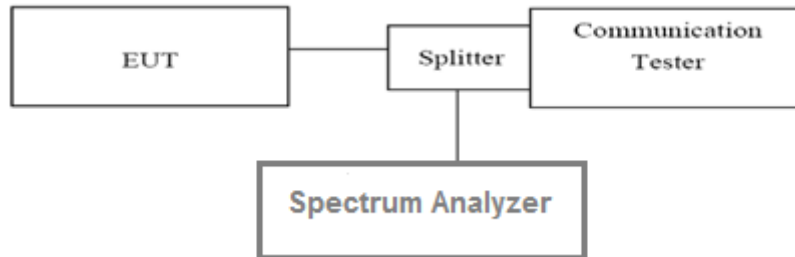 EUT
Splitter
Communication
Tester
Spectrum Analyzer